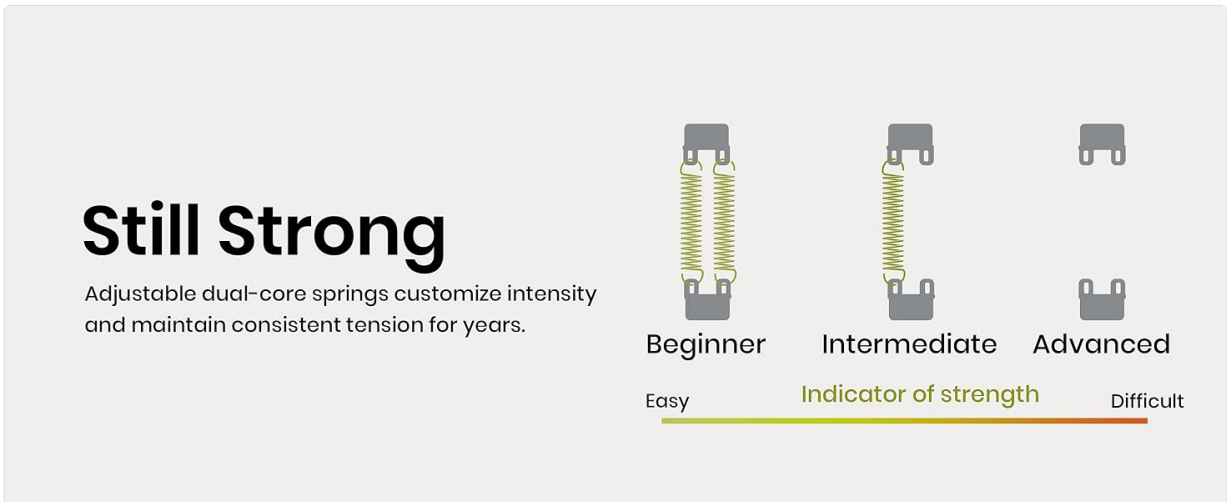 Still Strong
Adjustable dual-core springs customize intensity
and maintain consistent tension for years.
Beginner
Intermediate
Advanced
Easy
Indicator of strength
Difficult